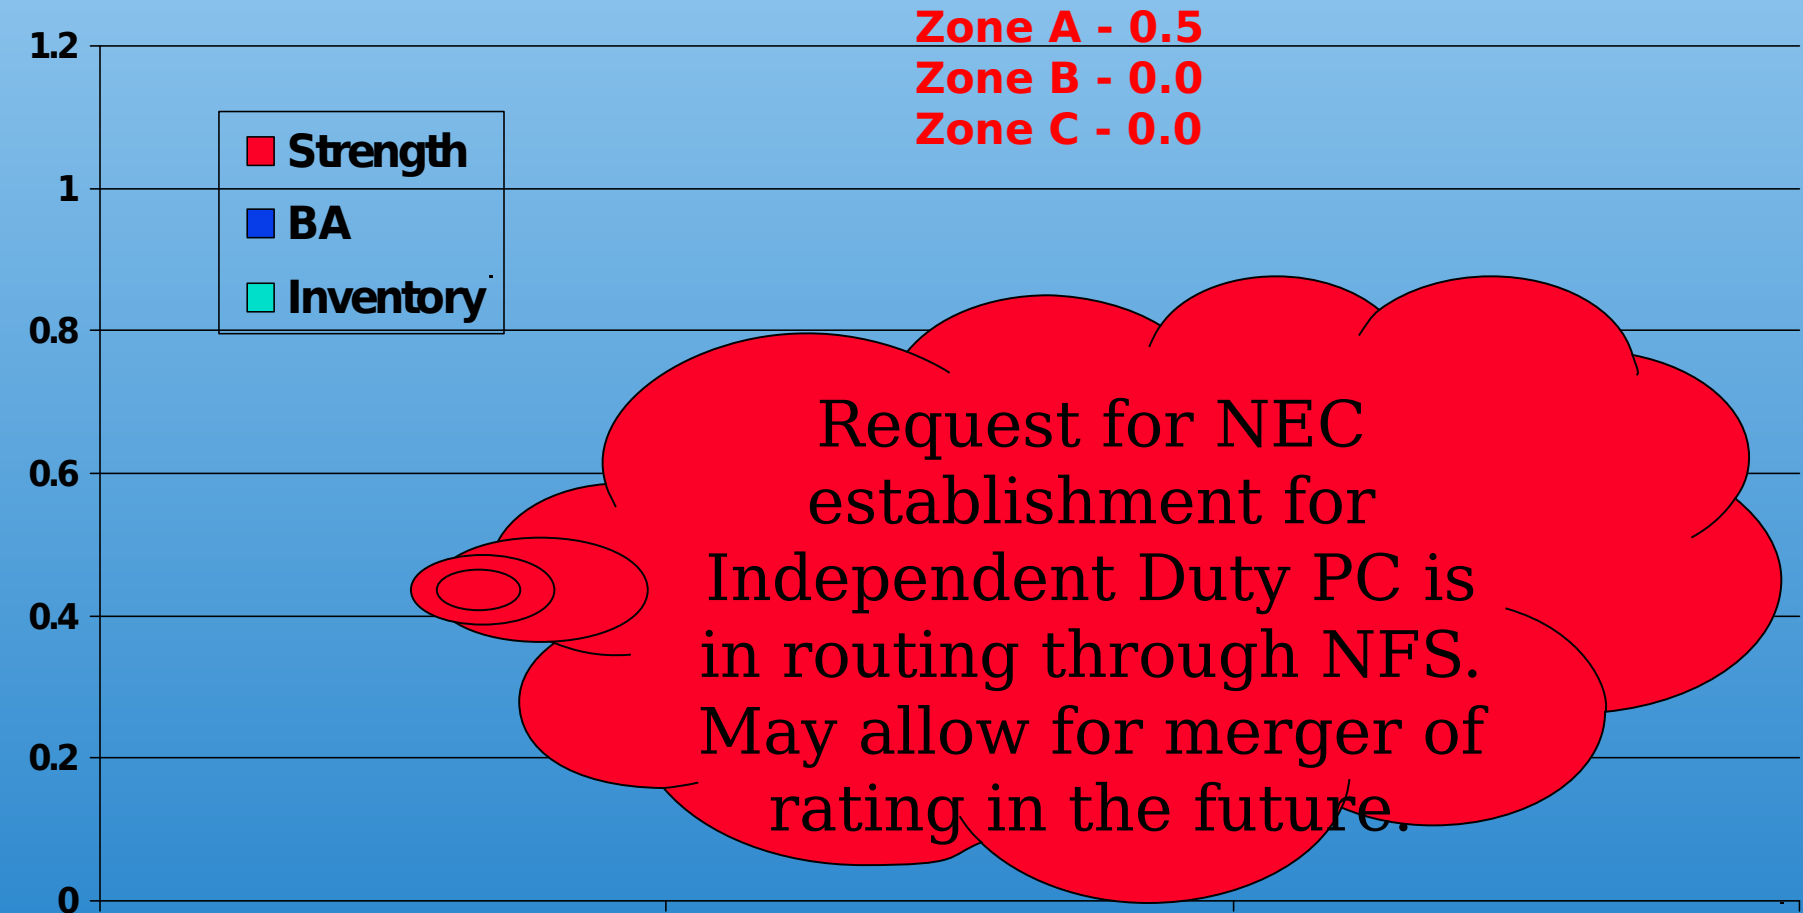 Zone A - 0.5
Zone B - 0.0
Zone C - 0.0
1.2
1
0.8
0.6
0.4
0.2
0
Strength
BA
Inventory
Request for NEC
establishment for
Independent Duty PC is
in routing through NFS.
May allow for merger of
rating in the future.